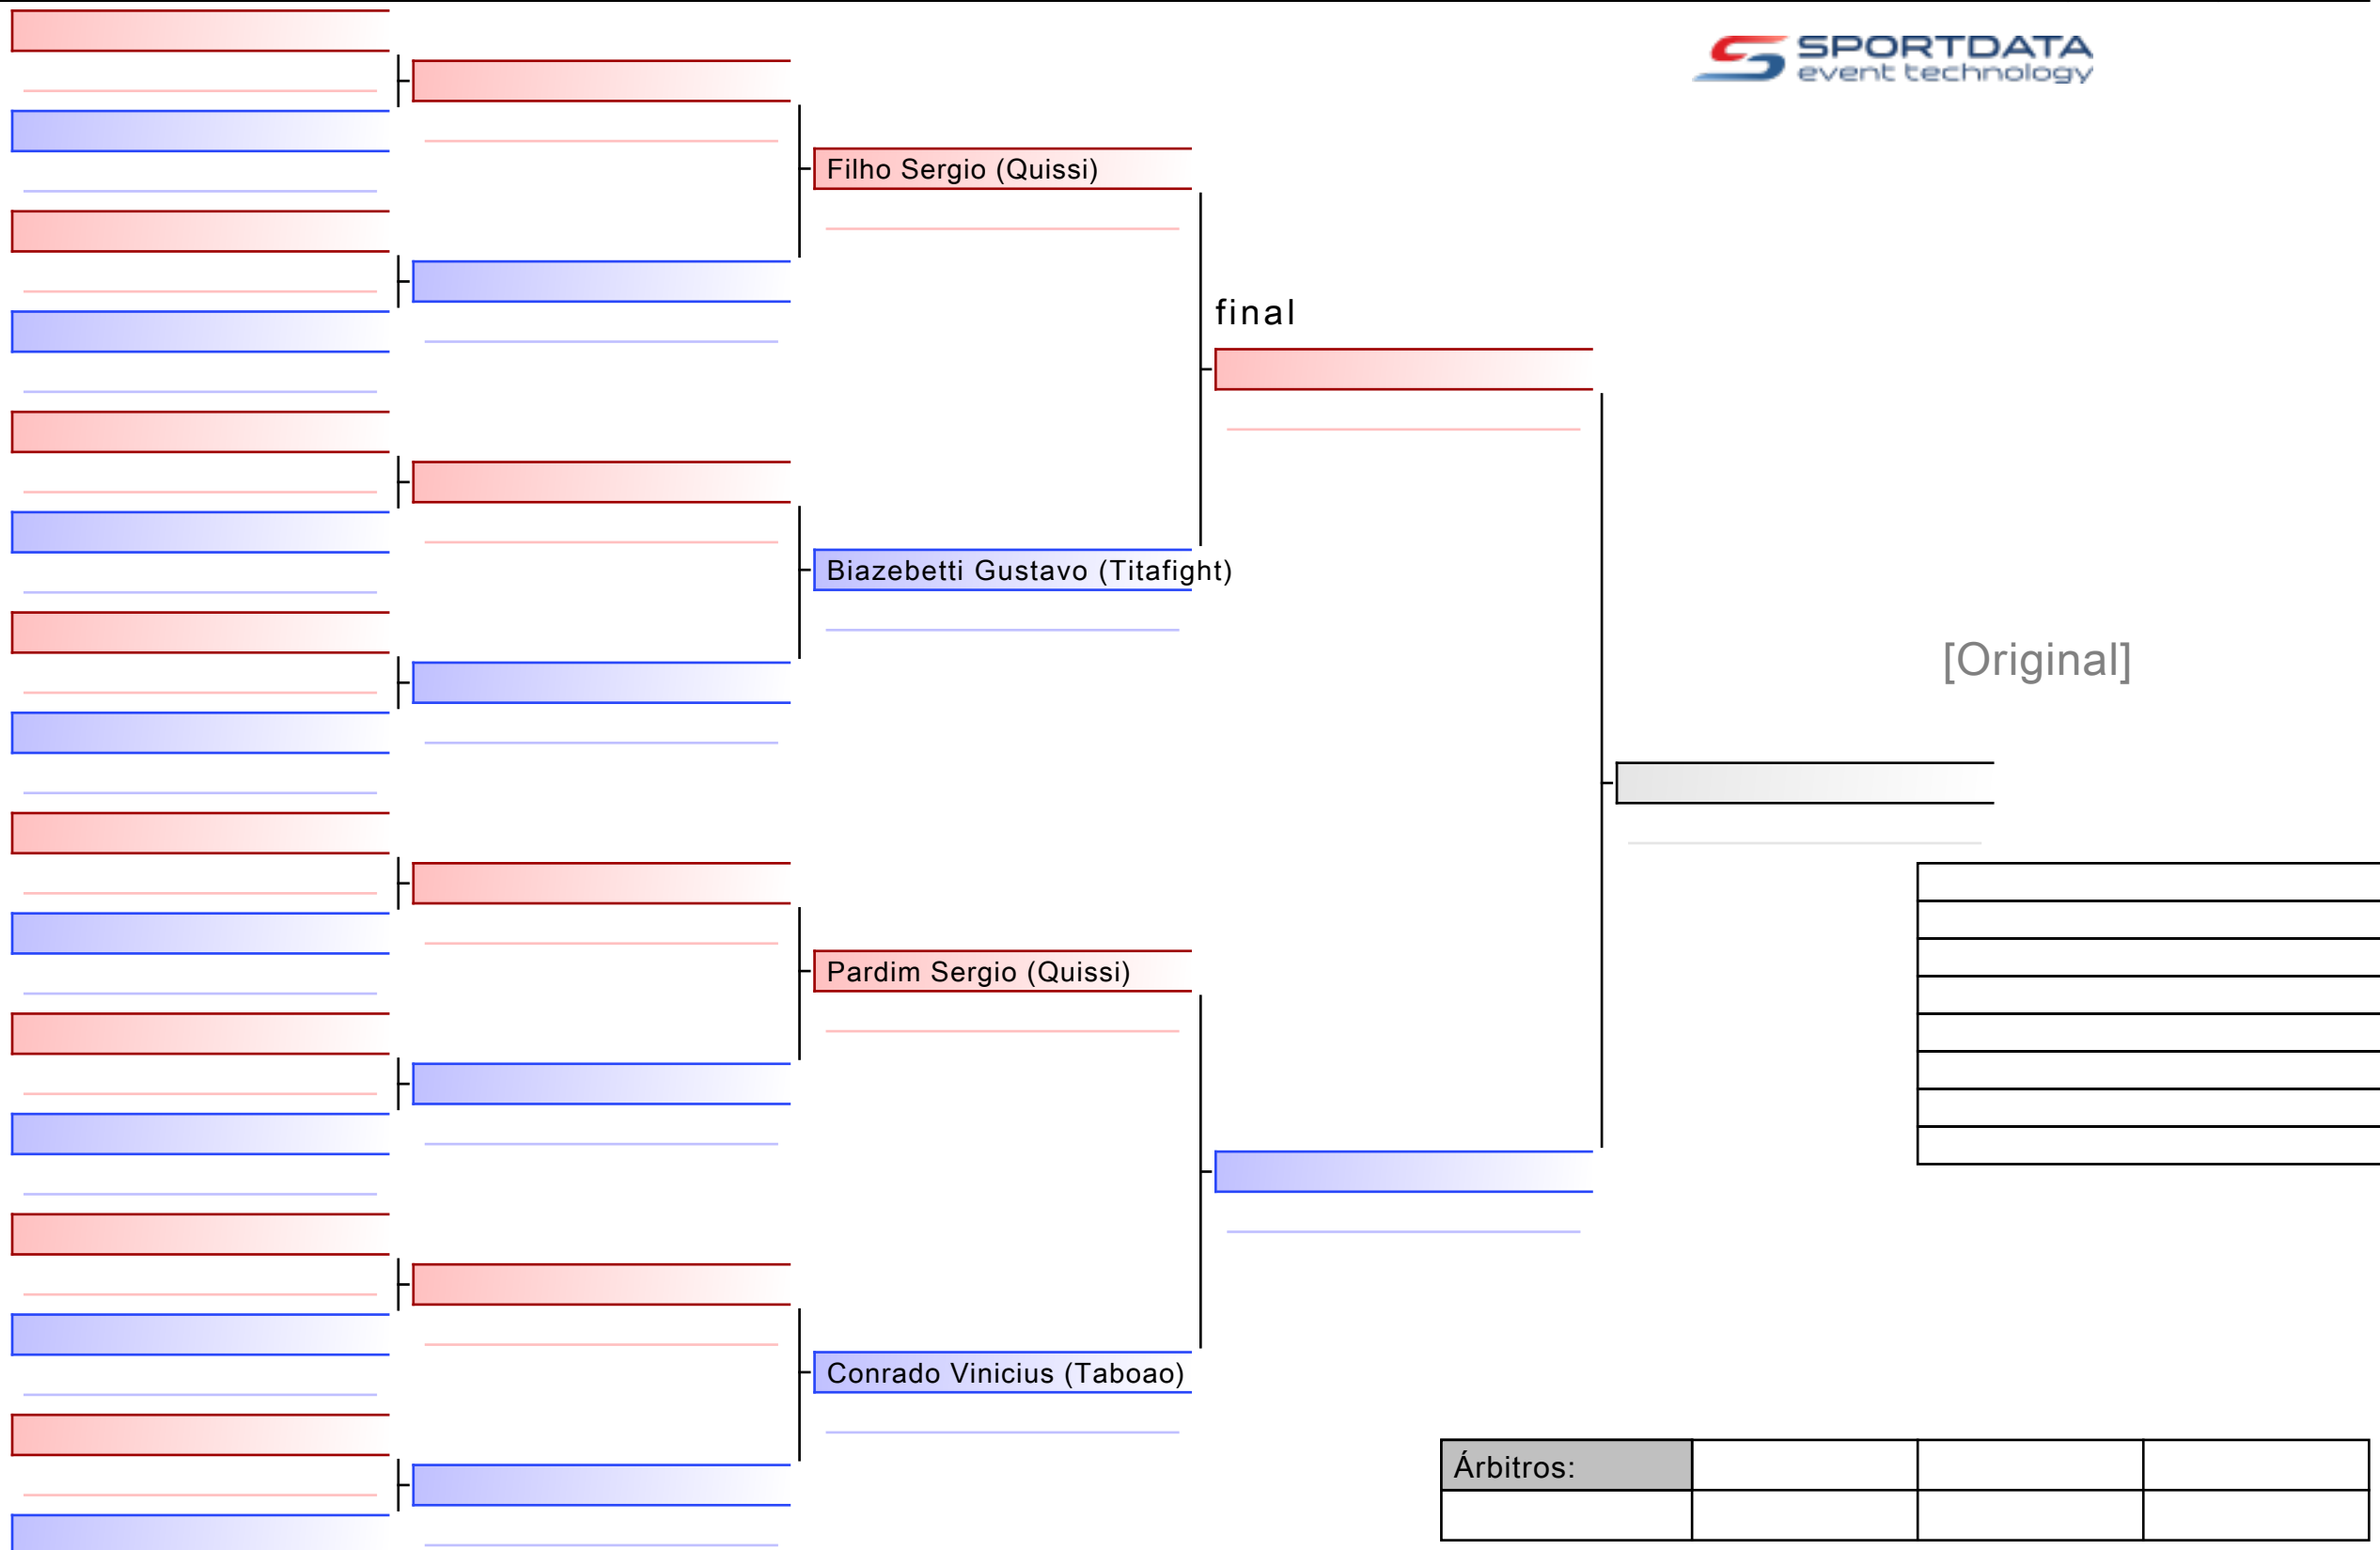 SPORTDATA
event technology
Filho Sergio (Quissi)
final
Biazebetti Gustavo (Titafight)
[Original]
Pardim Sergio (Quissi)
Conrado Vinicius (Taboao)
Árbitros: